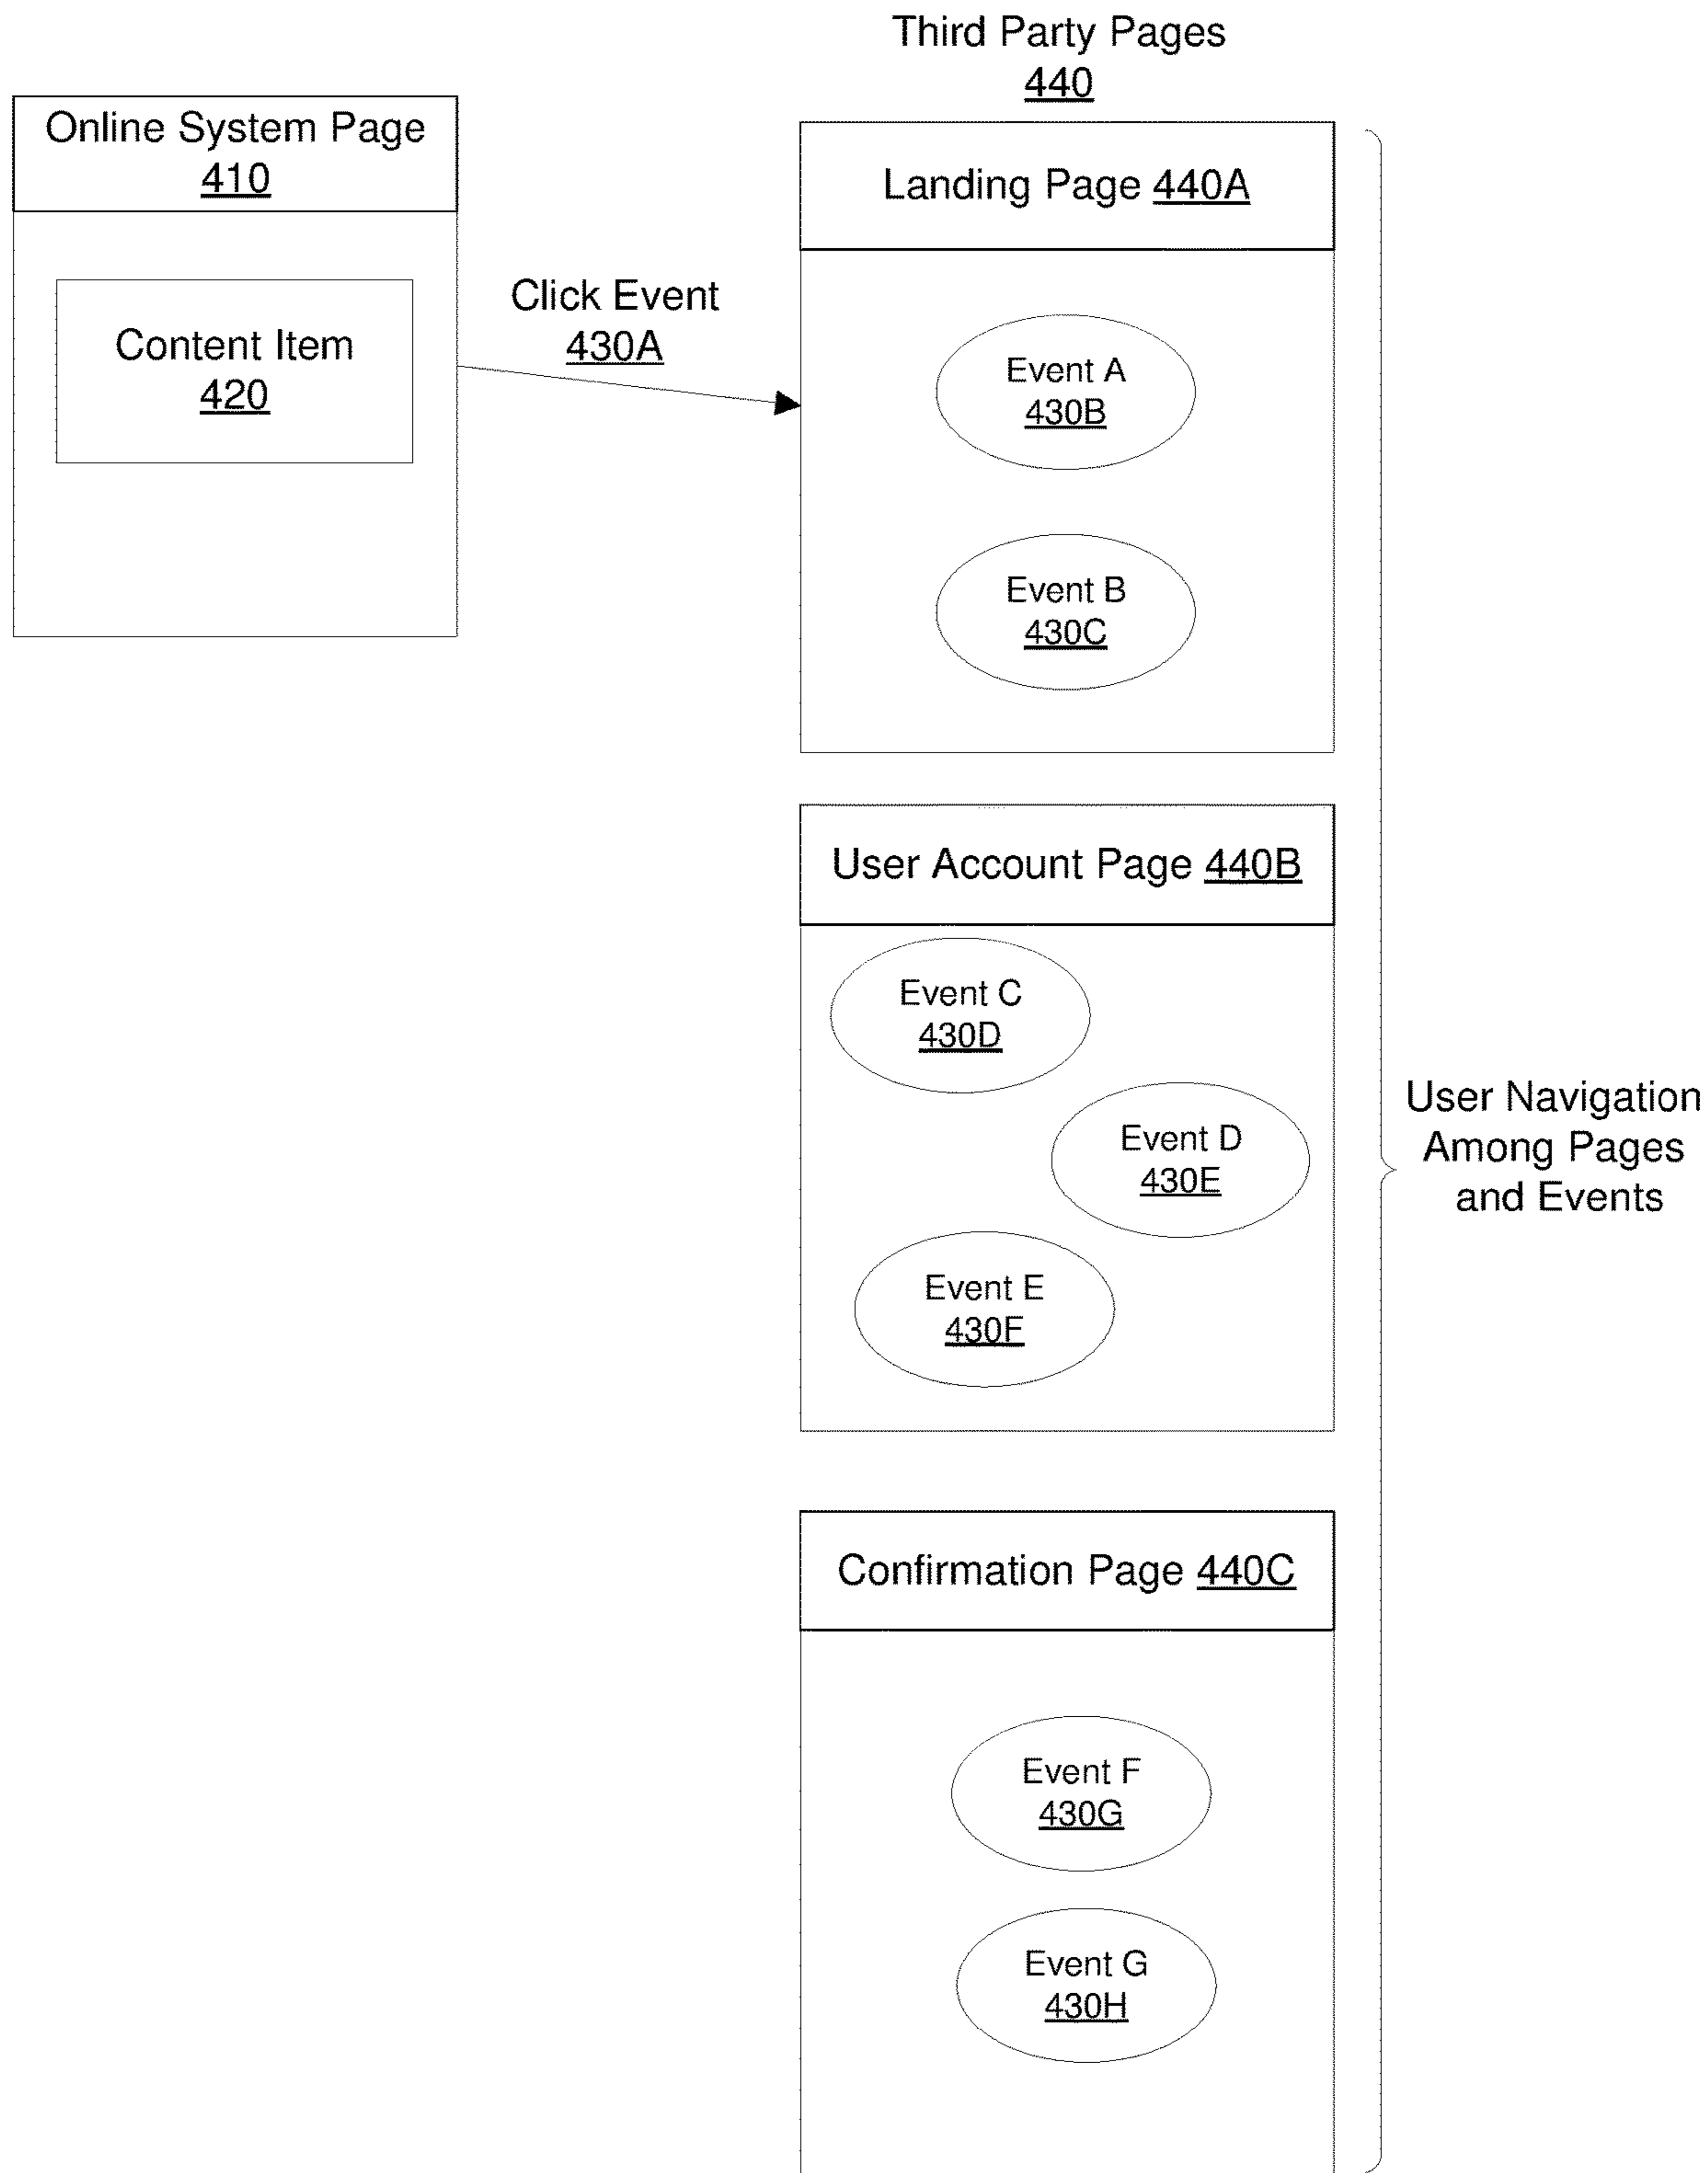 Third Party Pages
440
Online System Page
410
Content Item
420
Click Event
430A
Landing Page 440A
Event A
430B
Event B
430C
User Account Page 440B
Event C
430D
Event D
430E
Event E
430F
Confirmation Page 440C
Event F
430G
Event G
430H
User Navigation
Among Pages
and Events